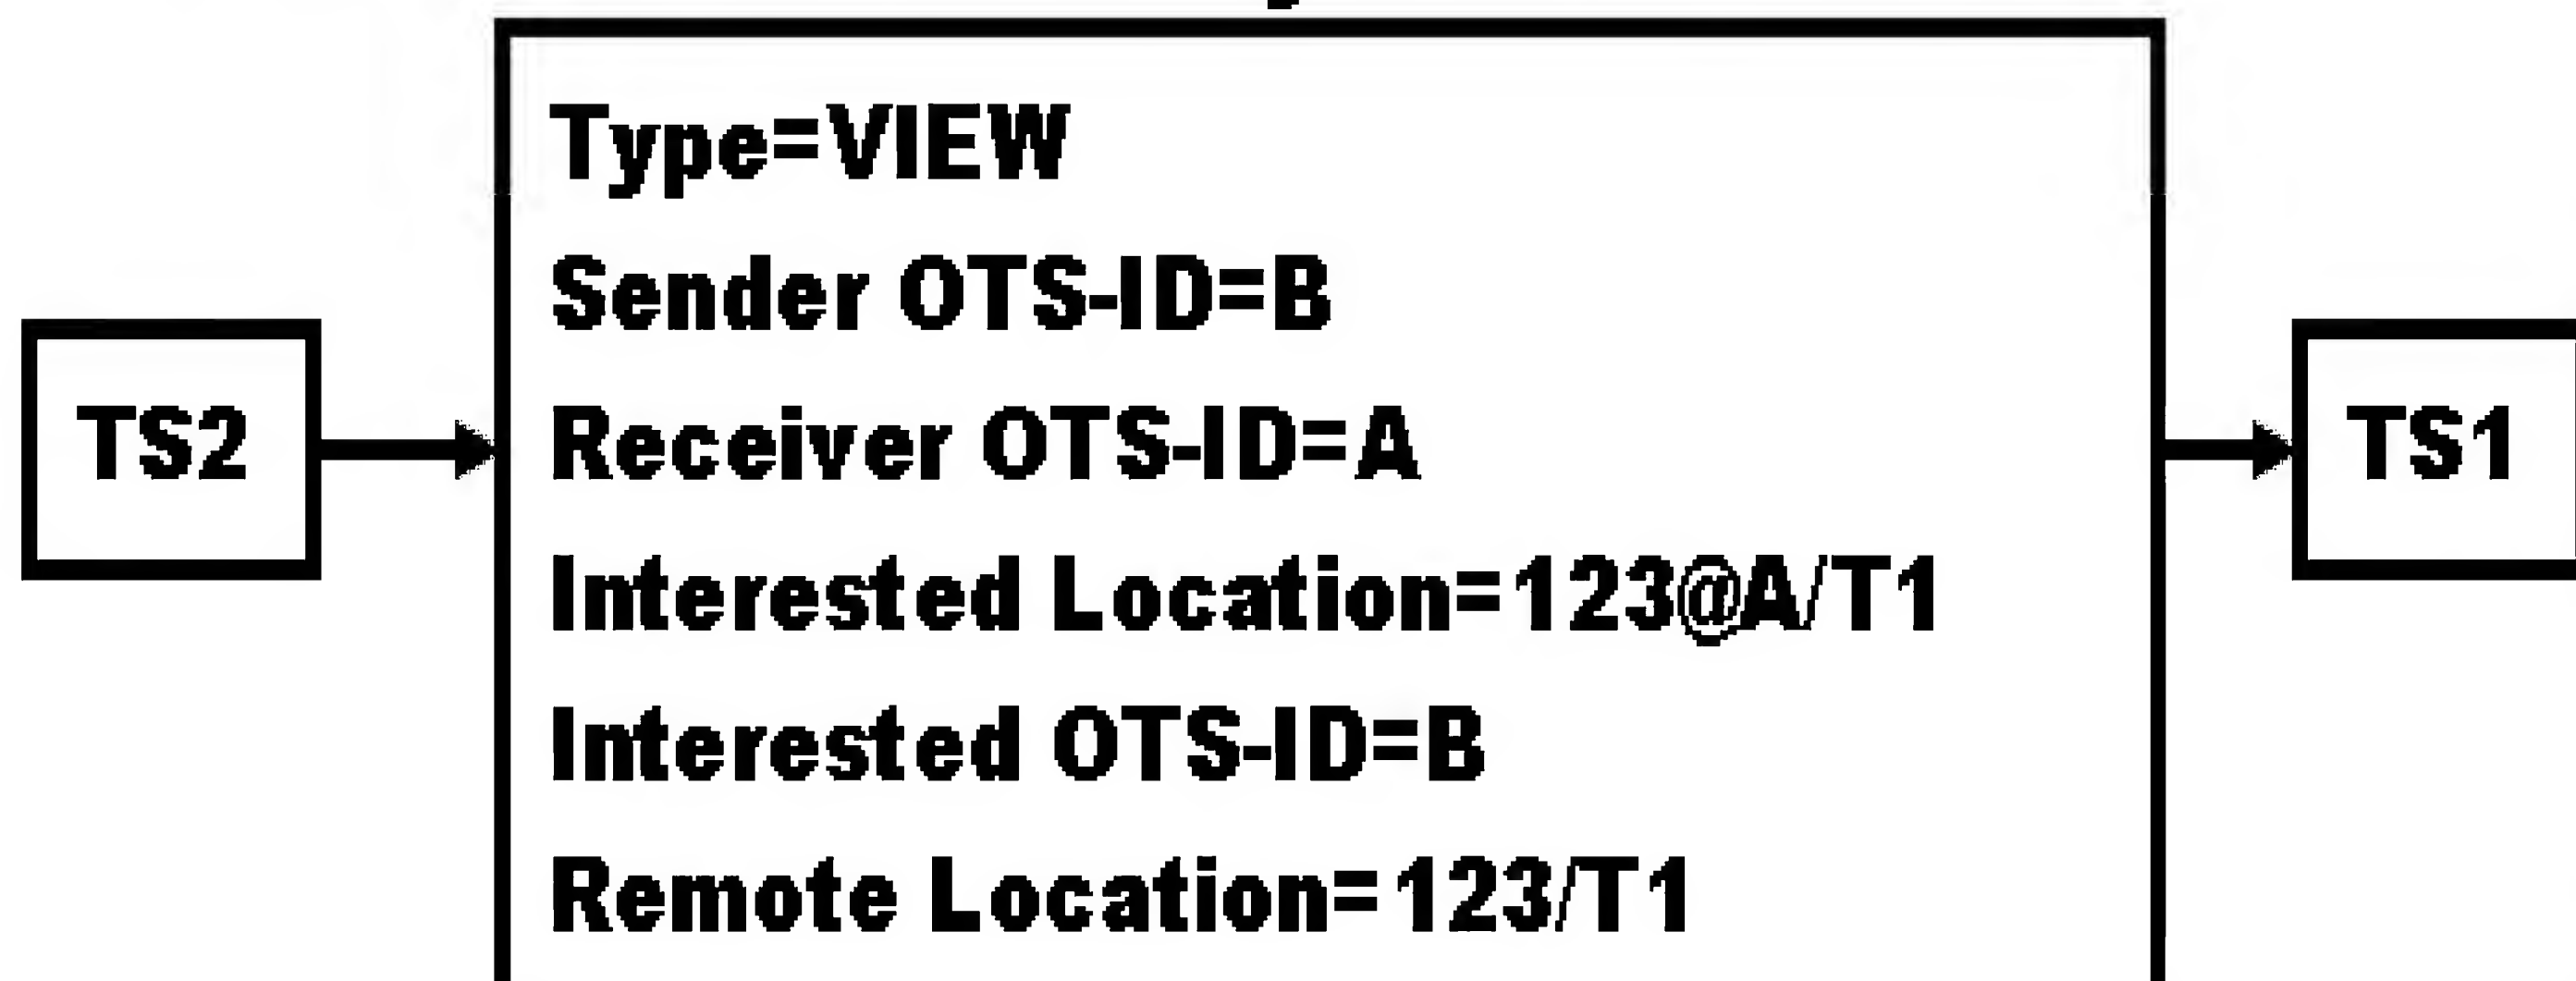 Type=VIEW
Sender OTS-ID=B
TS2
Receiver OTS-ID=A
TS1
Interested Location=123@A/T1
Interested OTS-ID=B
Remote Location=123/T1